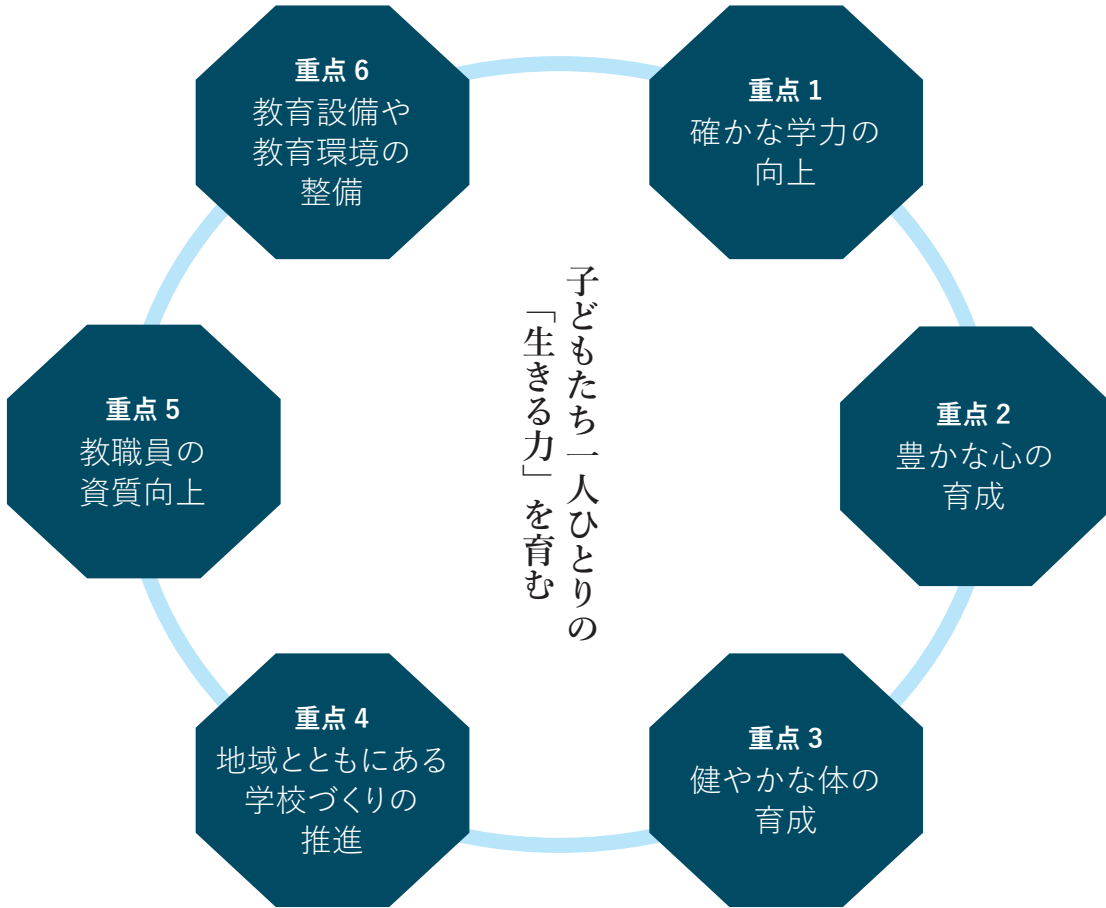 重点 1
確かな学力の
向上
重点 2
豊かな心の
育成
重点 3
健やかな体の
育成
重点 4
地域とともにある
学校づくりの
推進
重点 5
教職員の
資質向上
重点 6
教育設備や
教育環境の
整備
子どもたち一人ひとりの
「生きる力」を育む